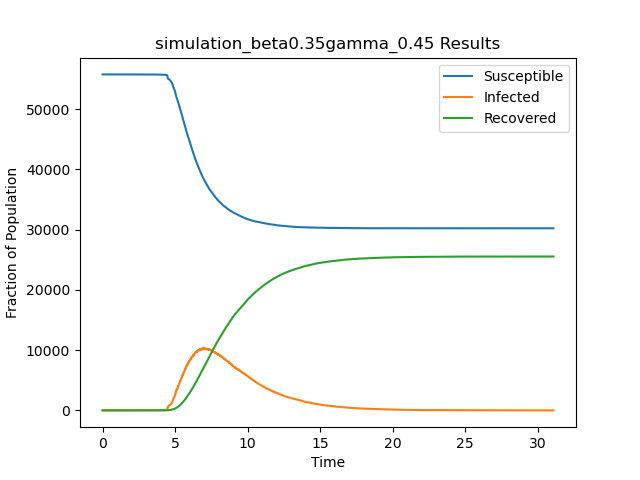 simulation_beta0.35gamma_0.45 Results
Susceptible
Infected
Recovered
Fraction of Population
50000
40000
30000
20000
10000
0
0 5 10 15 20 25 30
Time